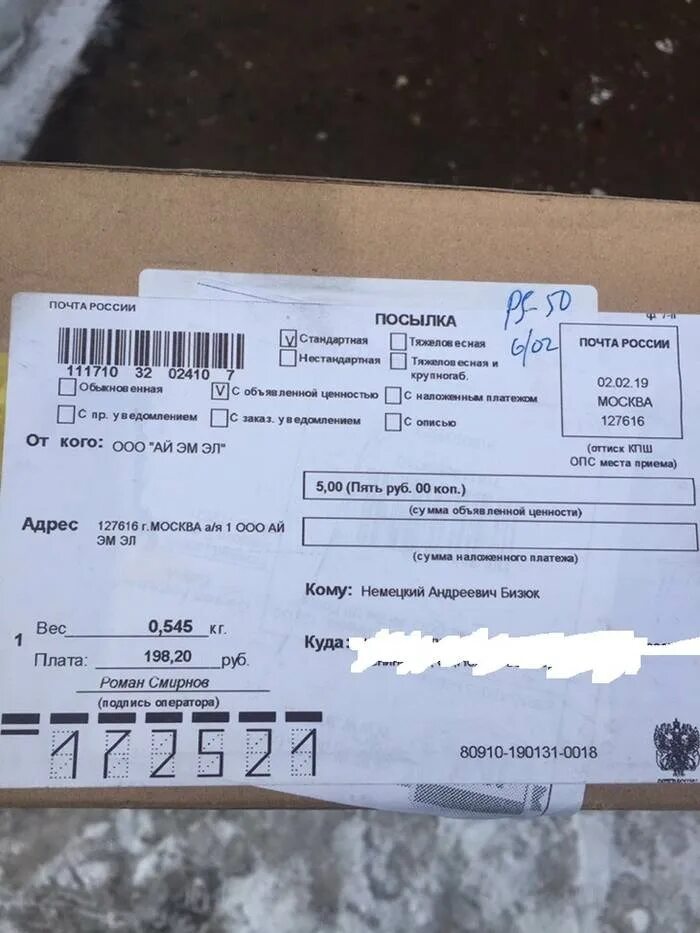 ПОЧТА РОССИИ
111710 32 02410 7
ПОСЫЛКА
V Стандартная
Тяжеловесная
Нестандартная
Тяжеловесная и крупногаб.
Обыкновенная
V С объявленной ценностью
С наложенным платежом
С пр. уведомлением
С заказ. уведомлением
С описью
6/02
ПОЧТА РОССИИ
02.02.19
МОСКВА
127616
(оттиск КПШ
ОПС места приема)
От кого: ООО "АЙ ЭМ ЭЛ"
5,00 (Пять руб. 00 коп.)
(сумма объявленной ценности)
Адрес 127616 г.МОСКВА а/я 1 ООО АЙ
ЭМ ЭЛ
(сумма наложенного платежа)
Кому: Немецкий Андреевич Бизюк
1
Вес 0,545 кг.
Плата: 198,20 руб.
Роман Смирнов
(подпись оператора)
Куда:
172521
80910-190131-0018